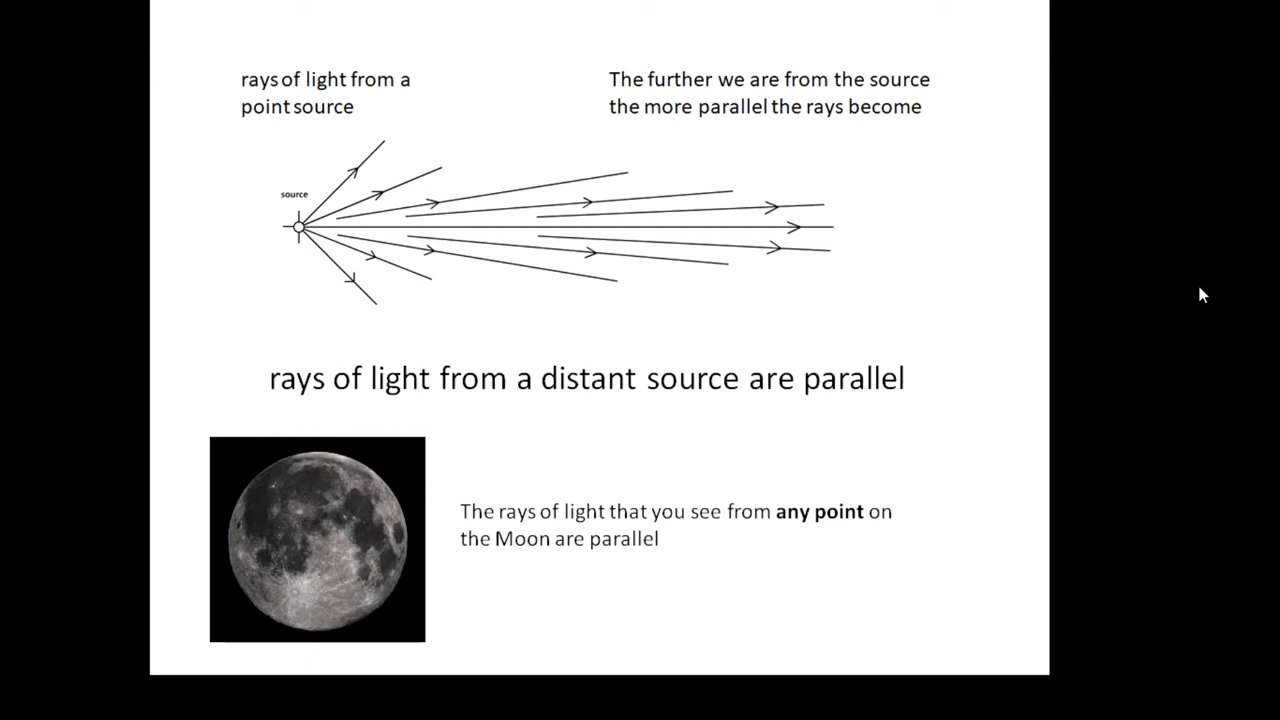 rays of light from a
point source
The further we are from the source
the more parallel the rays become
source
rays of light from a distant source are parallel
The rays of light that you see from any point on
the Moon are parallel